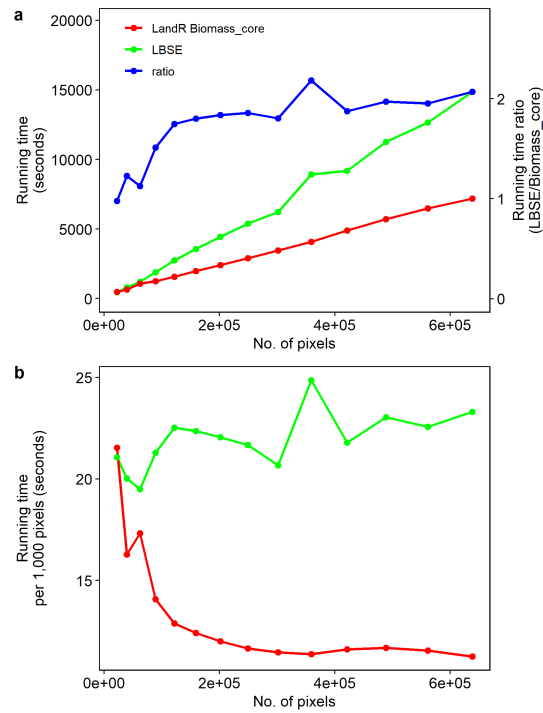 a
20000
15000
10000
5000
0
Running time
(seconds)
LandR Biomass_core
LBSE
ratio
2
1
0
Running time ratio
(LBSE/Biomass_core)
0e+00 2e+05 4e+05 6e+05
No. of pixels
b
25
20
15
Running time
per 1,000 pixels (seconds)
0e+00 2e+05 4e+05 6e+05
No. of pixels